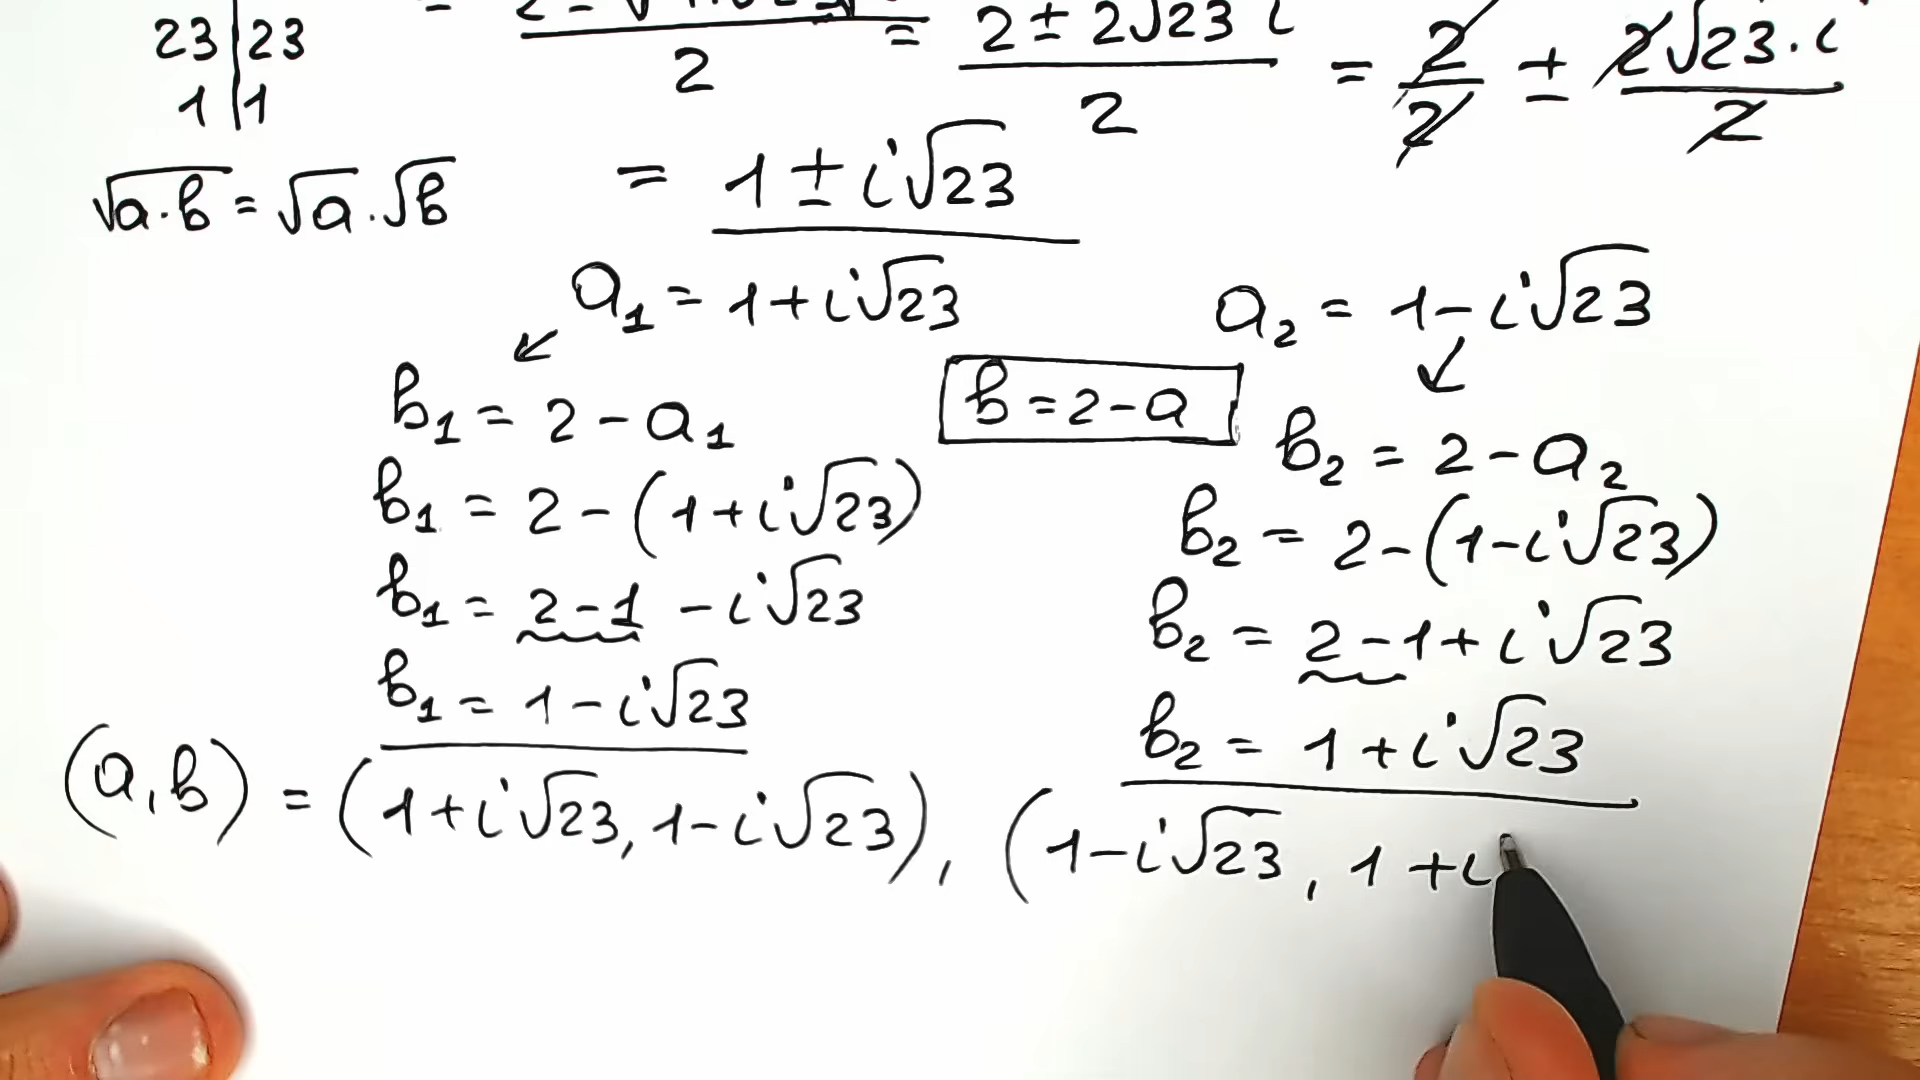 23|23
2 = 2 ± 2√23 i / 2 = 2/2 ± 2√23·i / 2
1|1
√a·b = √a·√b
= 1 ± i√23
a₁ = 1+i√23
a₂ = 1-i√23
↙
↙
b₁ = 2 - a₁
b = 2-a
b₂ = 2-a₂
b₁ = 2-(1+i√23)
b₂ = 2-(1-i√23)
b₁ = 2-1 -i√23
b₂ = 2-1+i√23
b₁ = 1-i√23
b₂ = 1+i√23
(a,b) = (1+i√23, 1-i√23), (1-i√23, 1+i